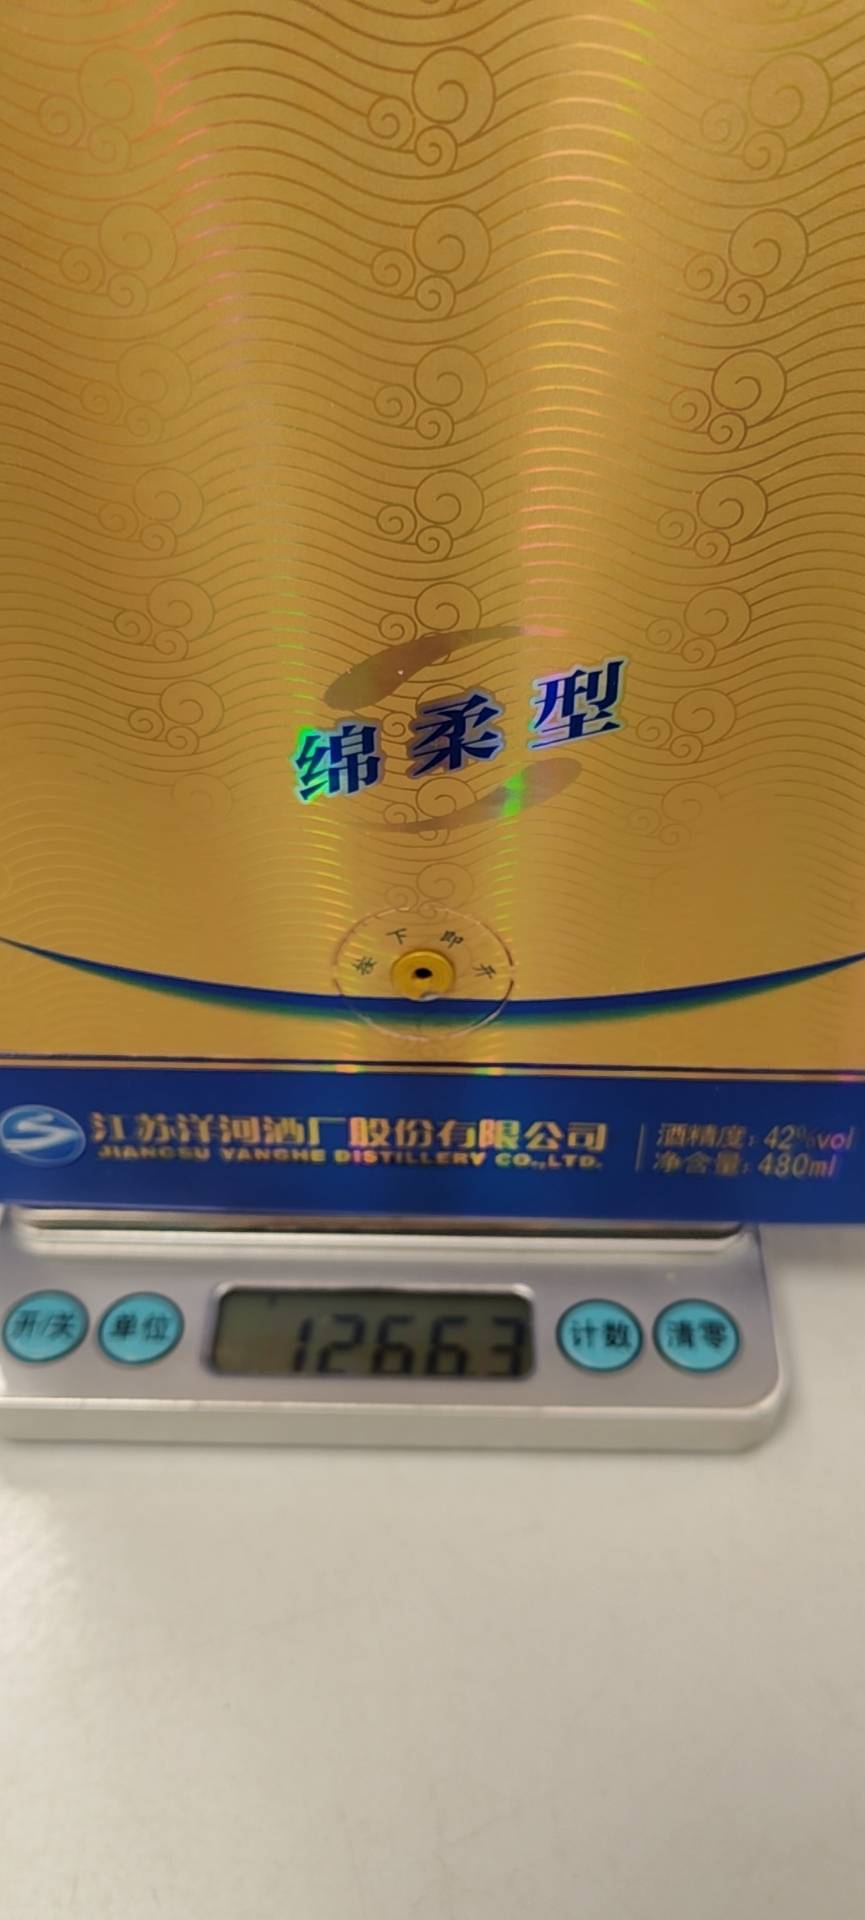 绵柔型
按下即开
江苏洋河酒厂股份有限公司
JIANGSU YANGHE DISTILLERY CO.,LTD.
酒精度：42%vol
净含量：480ml
开/关
单位
12663
计数
清零